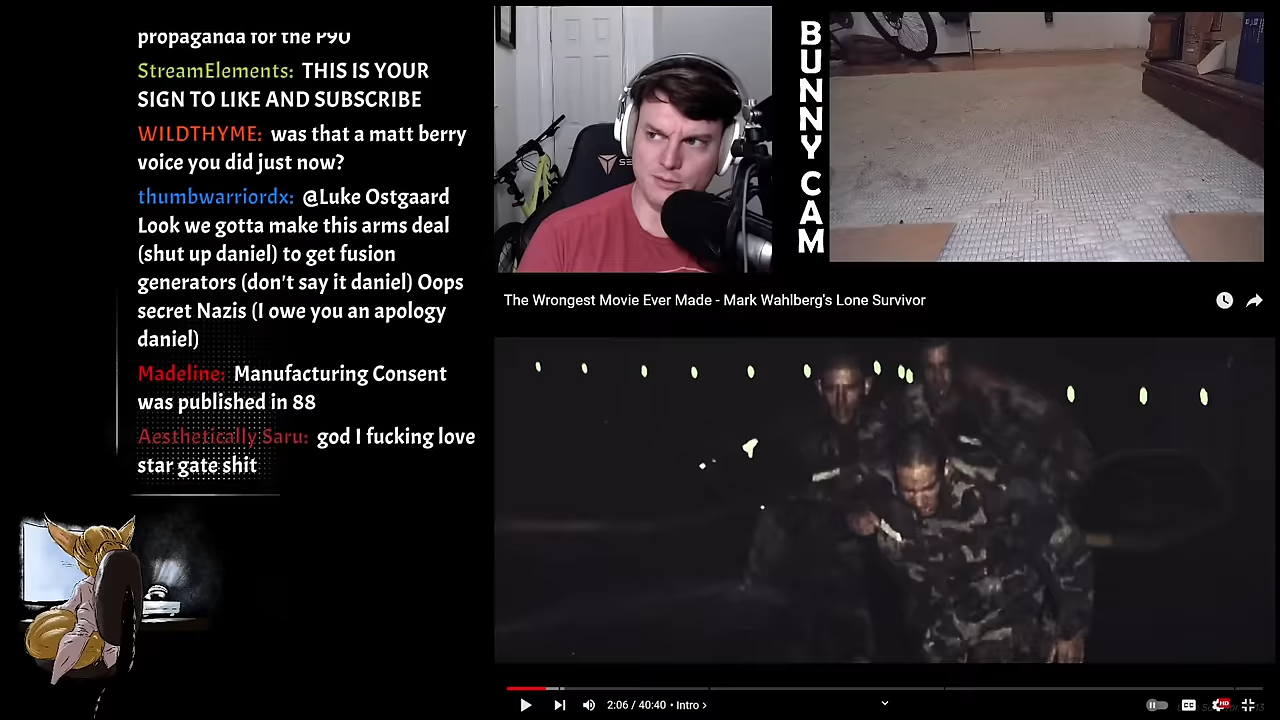 propaganda for the P90
StreamElements: THIS IS YOUR
SIGN TO LIKE AND SUBSCRIBE
WILDTHYME: was that a matt berry
voice you did just now?
thumbwarriordx: @Luke Ostgaard
Look we gotta make this arms deal
(shut up daniel) to get fusion
generators (don't say it daniel) Oops
secret Nazis (I owe you an apology
daniel)
Madeline: Manufacturing Consent
was published in 88
Aesthetically Saru: god I fucking love
star gate shit
BUNNY CAM
The Wrongest Movie Ever Made - Mark Wahlberg's Lone Survivor
2:06 / 40:40 • Intro ›
CC
HD